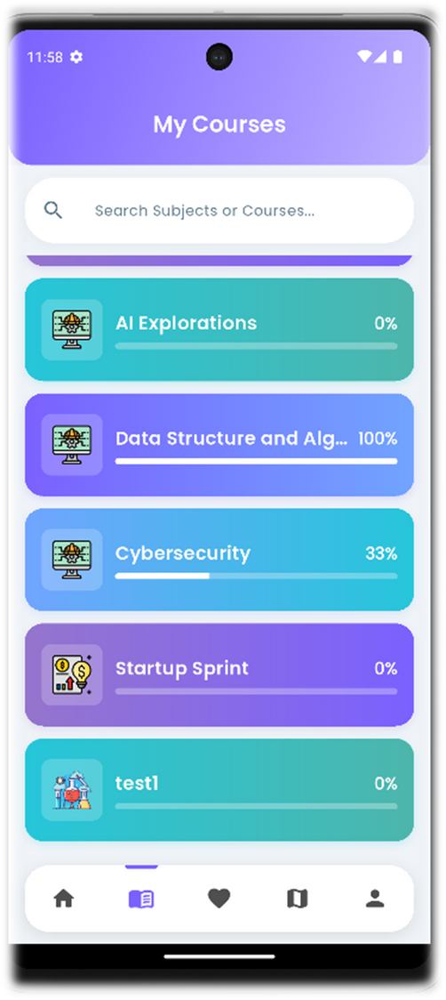 11:58
My Courses
Search Subjects or Courses...
AI Explorations 0%
Data Structure and Alg... 100%
Cybersecurity 33%
Startup Sprint 0%
test1 0%